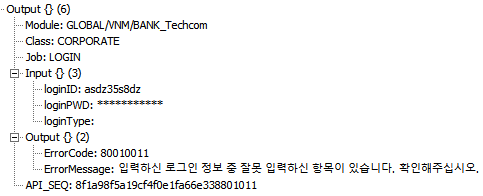 Output {} (6)
Module: GLOBAL/VNM/BANK_Techcom
Class: CORPORATE
Job: LOGIN
Input {} (3)
loginID: asdz35s8dz
loginPWD: ***********
loginType:
Output {} (2)
ErrorCode: 80010011
ErrorMessage: 입력하신 로그인 정보 중 잘못 입력하신 항목이 있습니다. 확인해주십시오.
API_SEQ: 8f1a98f5a19cf4f0e1fa66e338801011